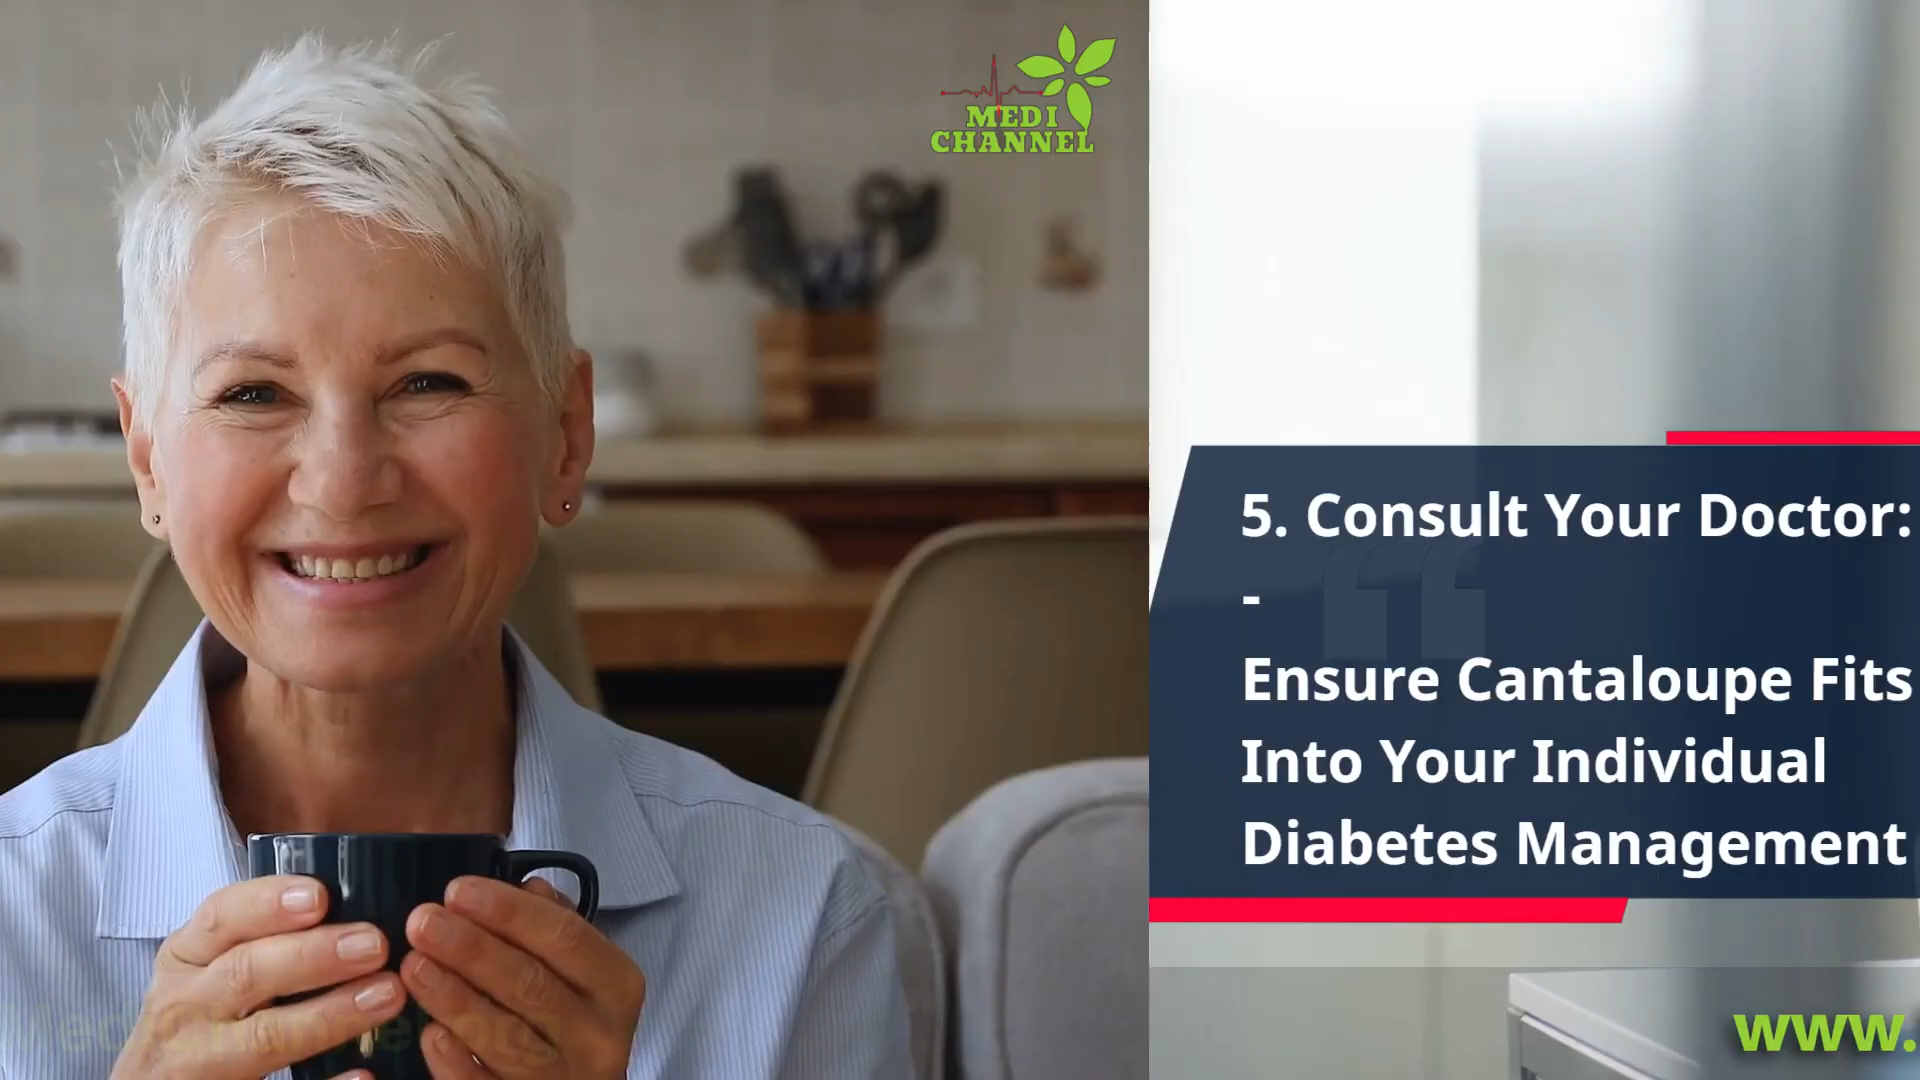 MEDI
CHANNEL
5. Consult Your Doctor:
-
Ensure Cantaloupe Fits
Into Your Individual
Diabetes Management
www.